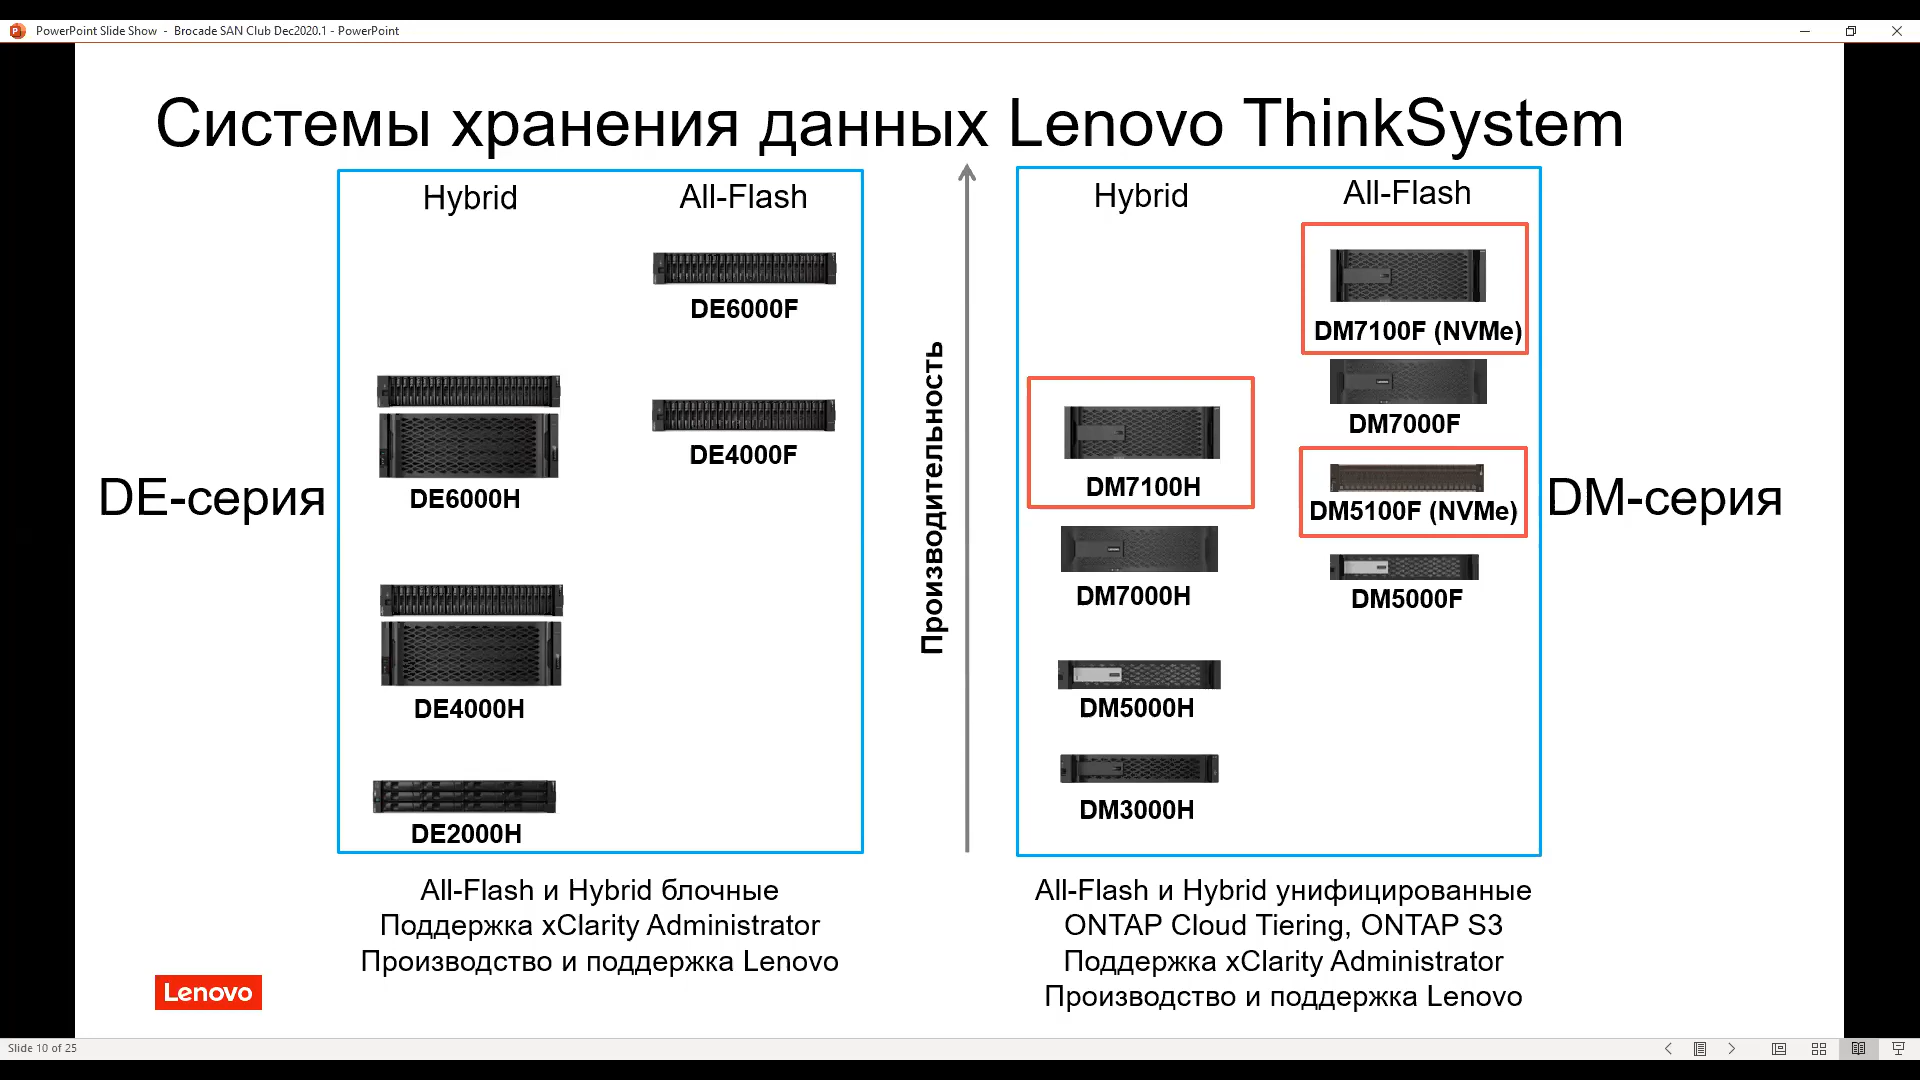 PowerPoint Slide Show - Brocade SAN Club Dec2020.1 - PowerPoint
Системы хранения данных Lenovo ThinkSystem
DE-серия
Hybrid
All-Flash
DE6000F
DE4000F
DE6000H
DE4000H
DE2000H
All-Flash и Hybrid блочные
Поддержка xClarity Administrator
Производство и поддержка Lenovo
Производительность
Hybrid
All-Flash
DM7100F (NVMe)
DM7000F
DM7100H
DM5100F (NVMe)
DM7000H
DM5000F
DM5000H
DM3000H
DM-серия
All-Flash и Hybrid унифицированные
ONTAP Cloud Tiering, ONTAP S3
Поддержка xClarity Administrator
Производство и поддержка Lenovo
Lenovo
Slide 10 of 25